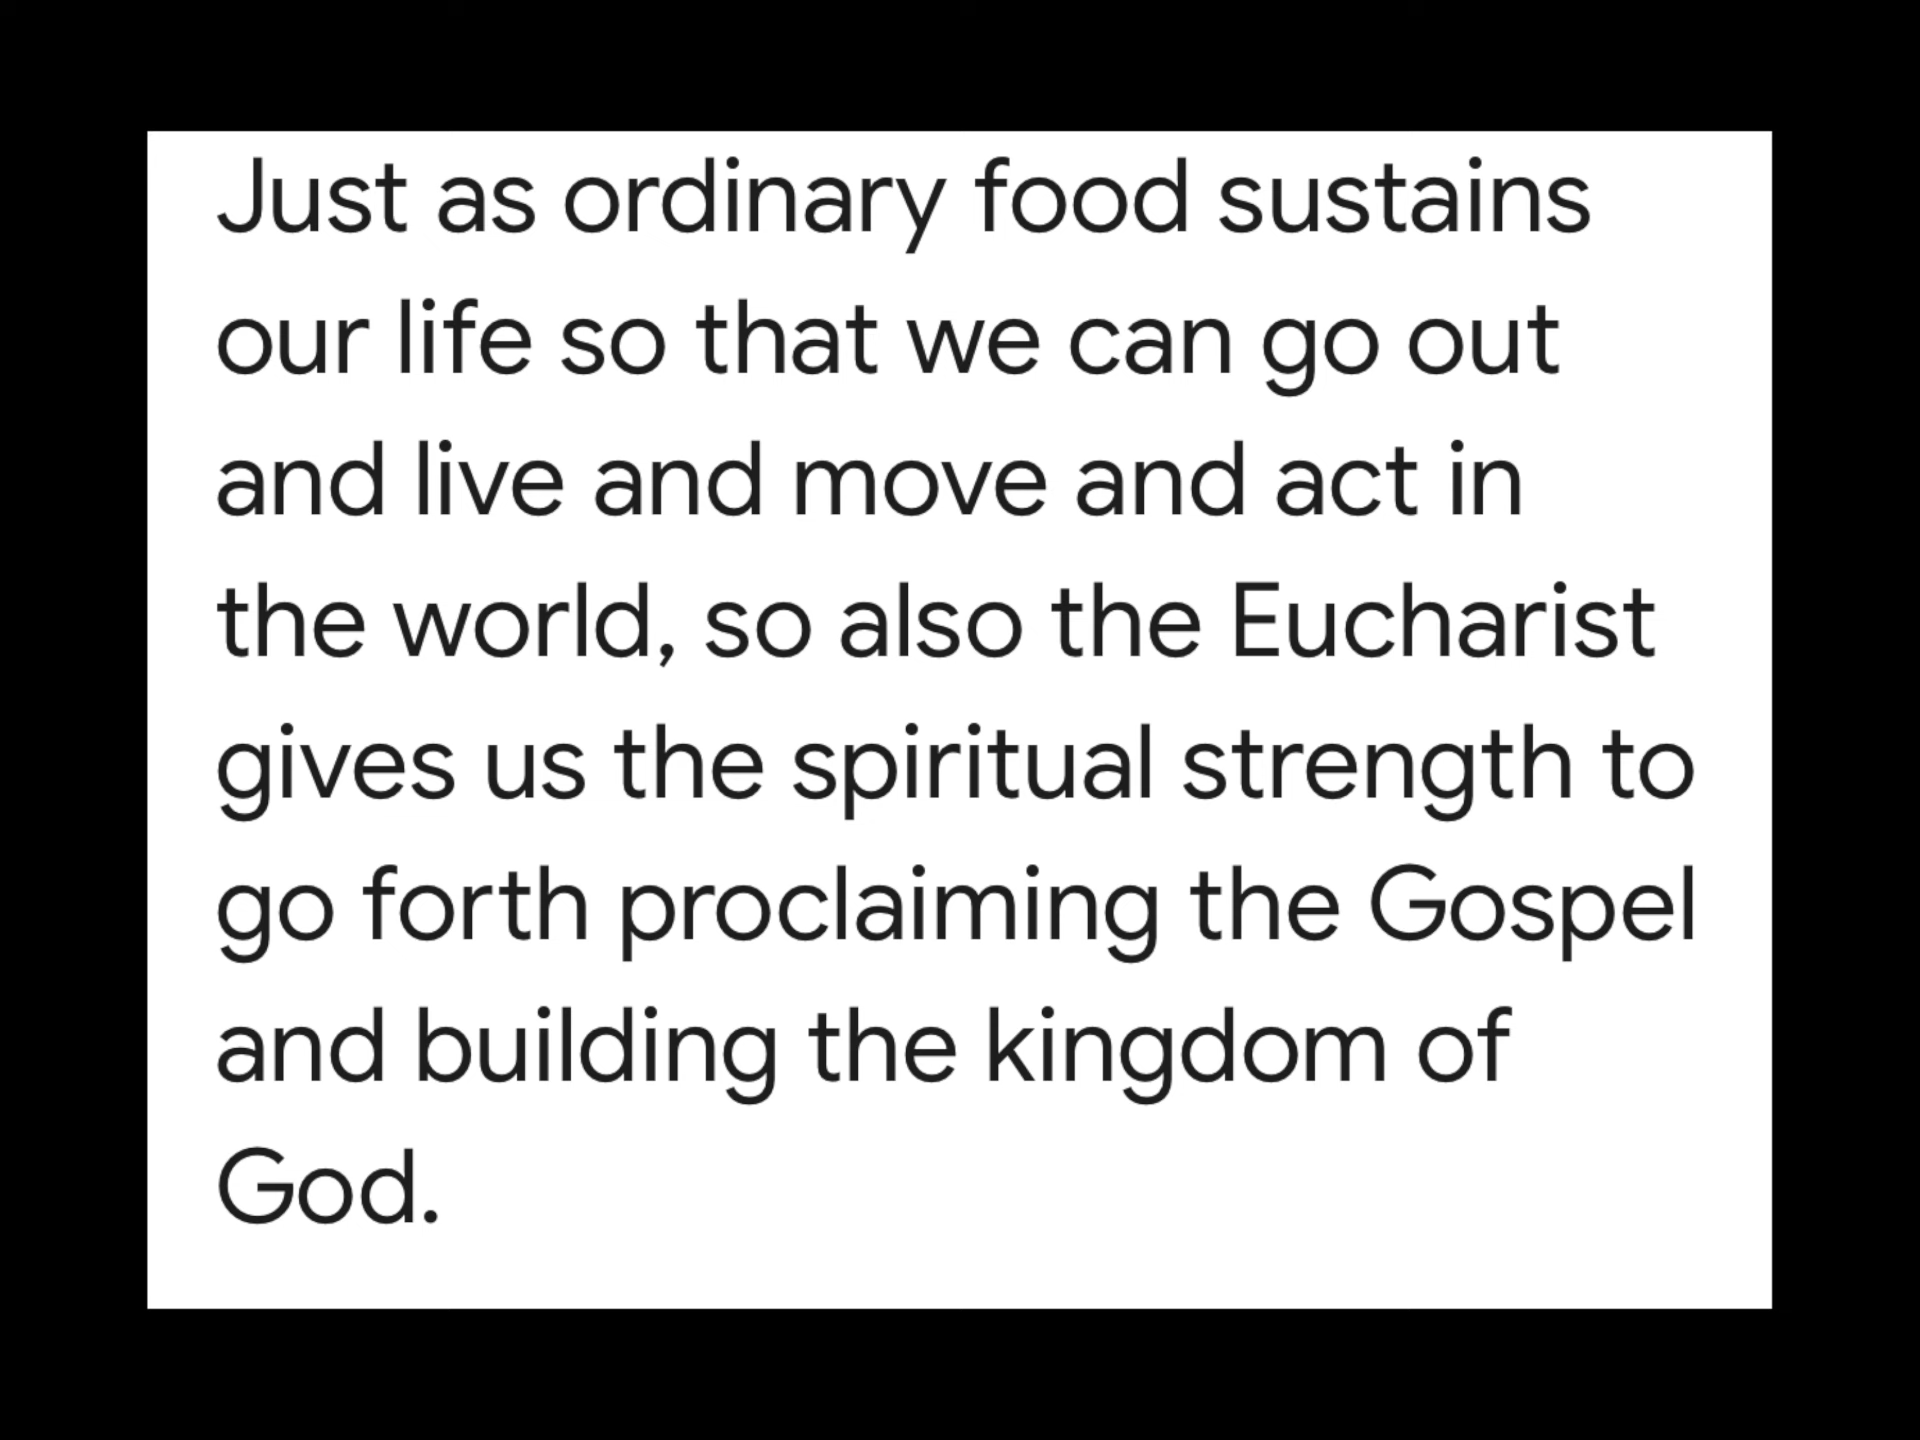 Just as ordinary food sustains
our life so that we can go out
and live and move and act in
the world, so also the Eucharist
gives us the spiritual strength to
go forth proclaiming the Gospel
and building the kingdom of
God.